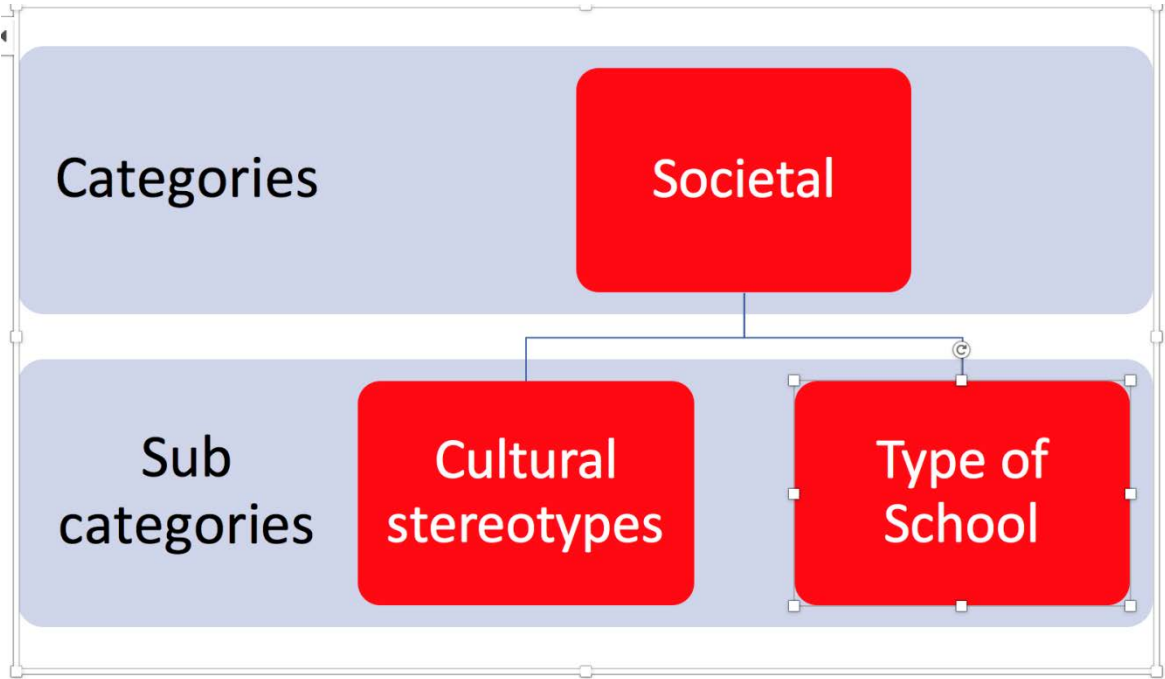 Categories
Societal
Sub
categories
Cultural
stereotypes
Type of
School